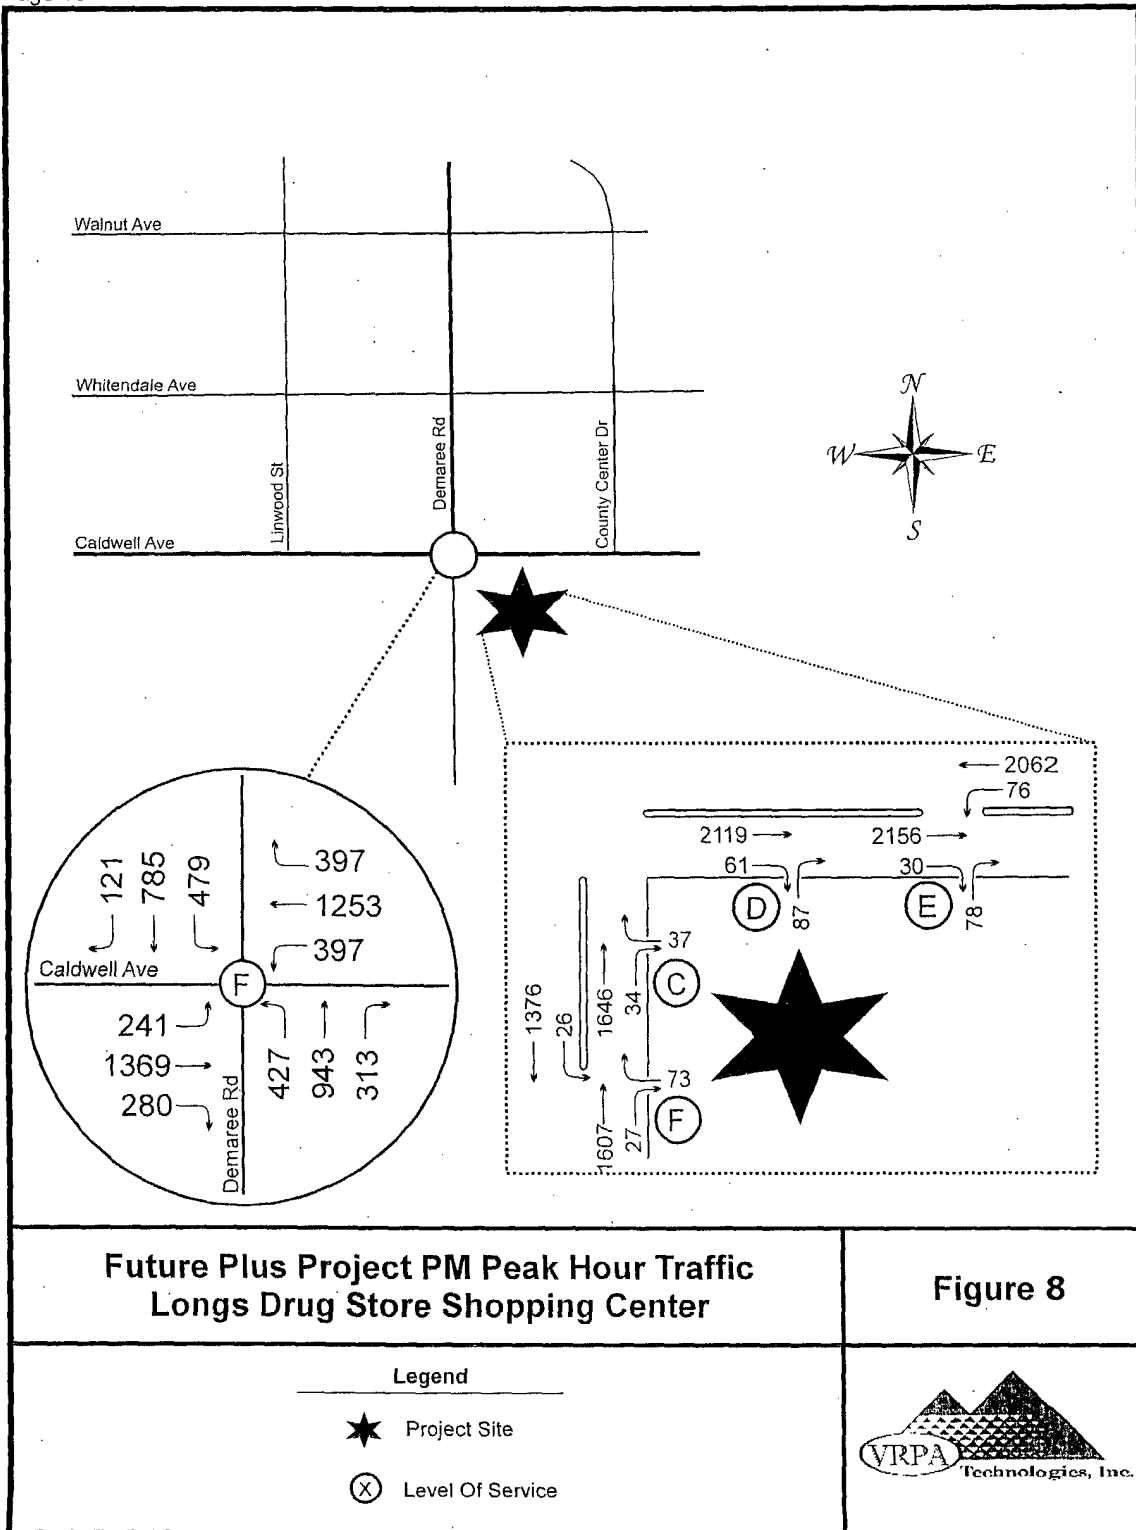 Walnut Ave
Whitendale Ave
Linwood St
Demaree Rd
County Center Dr
Caldwell Ave
N
W
E
S
121
785
479
397
1253
397
Caldwell Ave
F
241
1369
280
427
943
313
Demaree Rd
2062
76
2119
2156
61
30
D
87
E
78
37
C
1376
26
1646
34
73
F
1607
27
Future Plus Project PM Peak Hour Traffic
Longs Drug Store Shopping Center
Figure 8
Legend
Project Site
X
Level Of Service
VRPA
Technologies, Inc.